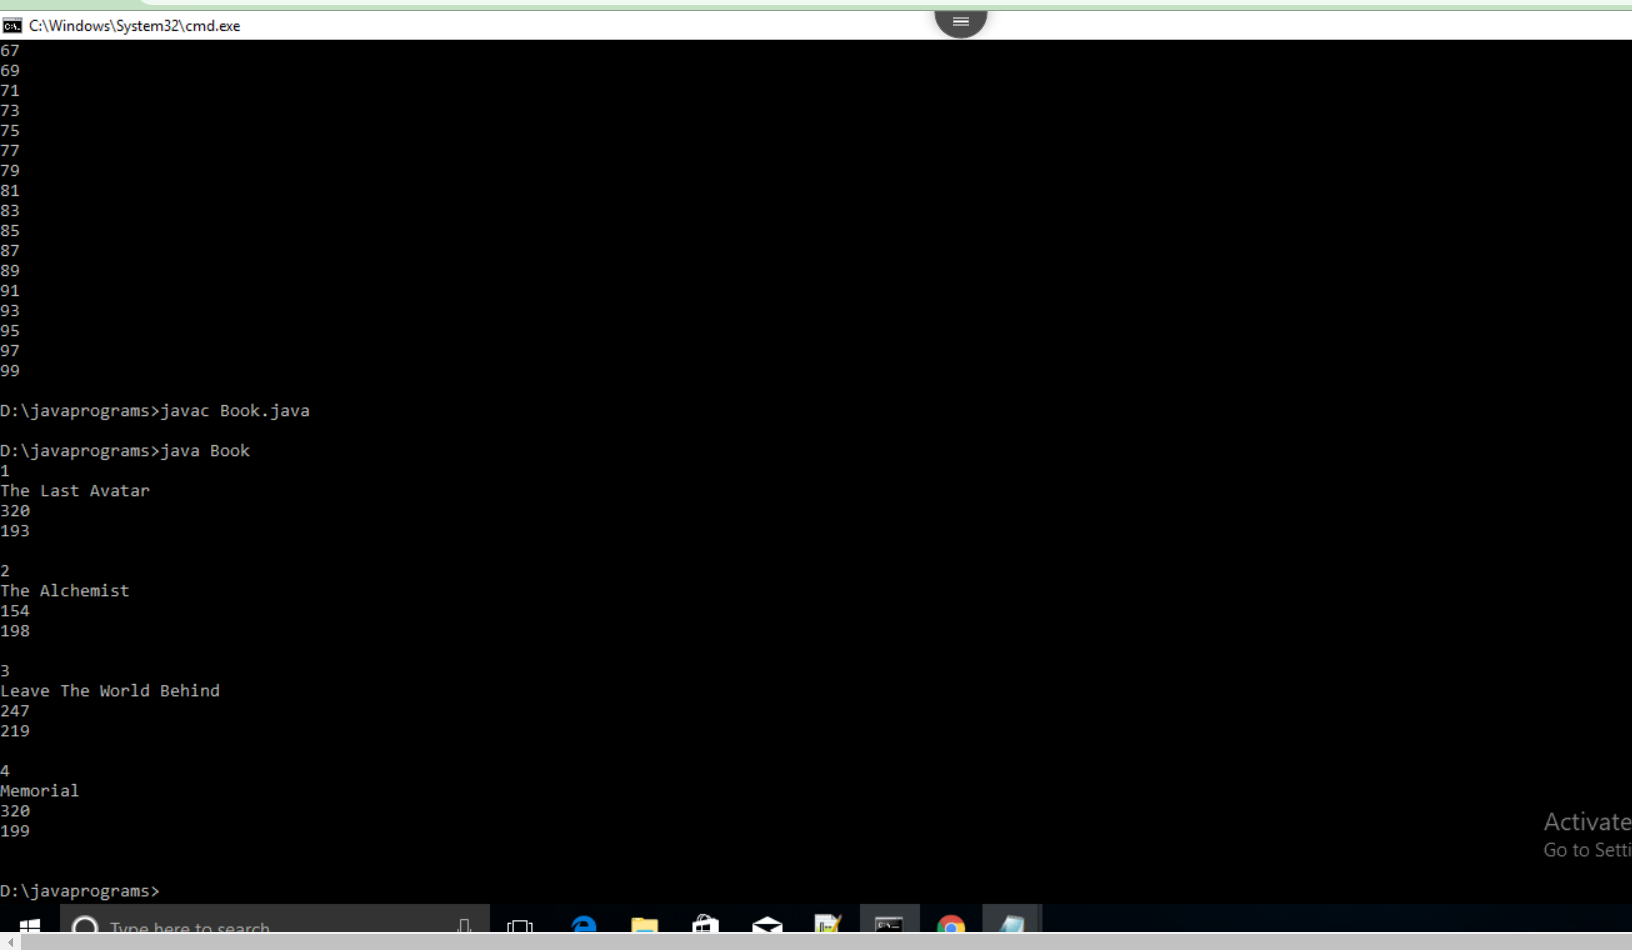 C:\Windows\System32\cmd.exe
67
69
71
73
75
77
79
81
83
85
87
89
91
93
95
97
99
D:\javaprograms>javac Book.java
D:\javaprograms>java Book
1
The Last Avatar
320
193
2
The Alchemist
154
198
3
Leave The World Behind
247
219
4
Memorial
320
199
Activate
Go to Setti
D:\javaprograms>
Type here to search